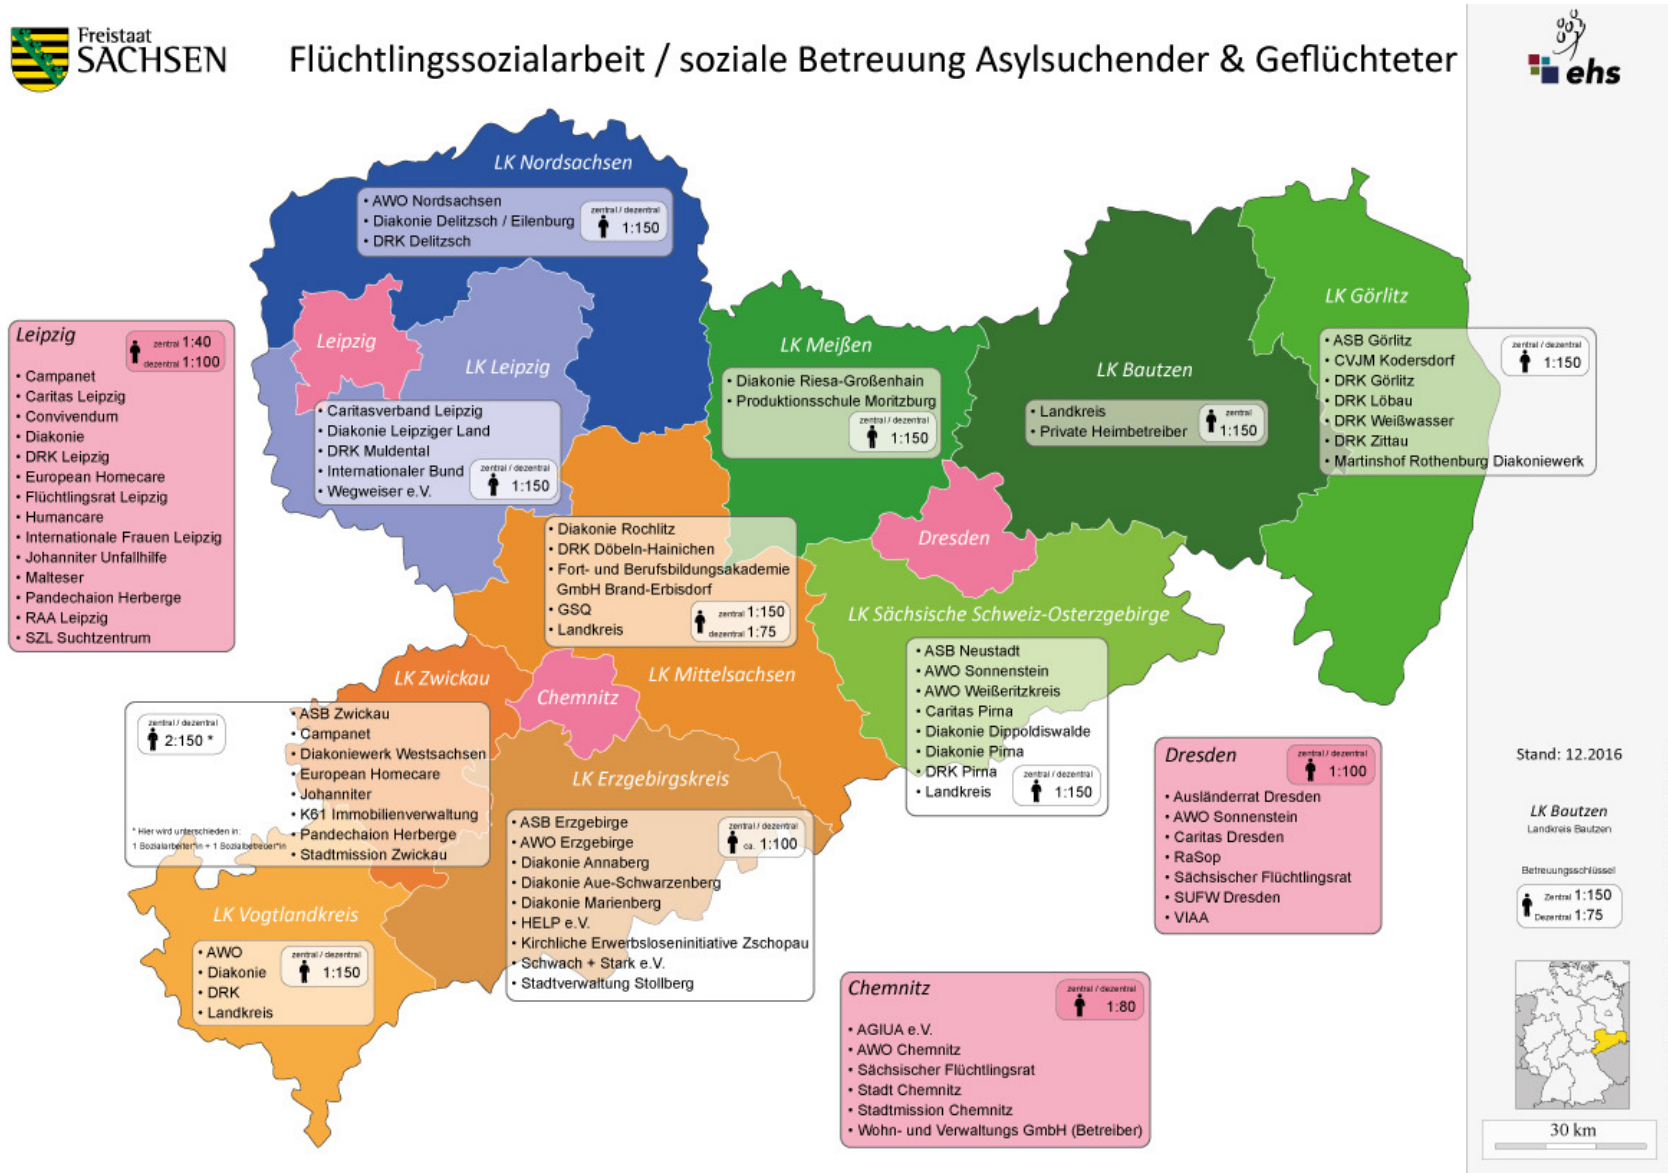 Freistaat
SACHSEN
Flüchtlingssozialarbeit / soziale Betreuung Asylsuchender & Geflüchteter
ehs
LK Nordsachsen
• AWO Nordsachsen
• Diakonie Delitzsch / Eilenburg
• DRK Delitzsch
zentral / dezentral
1:150
Leipzig
LK Leipzig
• Caritasverband Leipzig
• Diakonie Leipziger Land
• DRK Muldental
• Internationaler Bund
• Wegweiser e.V.
zentral / dezentral
1:150
Leipzig
zentral 1:40
dezentral 1:100
• Campanet
• Caritas Leipzig
• Convivendum
• Diakonie
• DRK Leipzig
• European Homecare
• Flüchtlingsrat Leipzig
• Humancare
• Internationale Frauen Leipzig
• Johanniter Unfallhilfe
• Malteser
• Pandechaion Herberge
• RAA Leipzig
• SZL Suchtzentrum
LK Meißen
• Diakonie Riesa-Großenhain
• Produktionsschule Moritzburg
zentral / dezentral
1:150
LK Bautzen
• Landkreis
• Private Heimbetreiber
zentral
1:150
LK Görlitz
• ASB Görlitz
• CVJM Kodersdorf
• DRK Görlitz
• DRK Löbau
• DRK Weißwasser
• DRK Zittau
• Martinshof Rothenburg Diakoniewerk
zentral / dezentral
1:150
Dresden
• Diakonie Rochlitz
• DRK Döbeln-Hainichen
• Fort- und Berufsbildungsakademie
GmbH Brand-Erbisdorf
• GSQ
• Landkreis
zentral 1:150
dezentral 1:75
LK Mittelsachsen
LK Sächsische Schweiz-Osterzgebirge
• ASB Neustadt
• AWO Sonnenstein
• AWO Weißeritzkreis
• Caritas Pirna
• Diakonie Dippoldiswalde
• Diakonie Pirna
• DRK Pirna
• Landkreis
zentral / dezentral
1:150
LK Zwickau
Chemnitz
zentral / dezentral
2:150 *
• ASB Zwickau
• Campanet
• Diakoniewerk Westsachsen
• European Homecare
• Johanniter
• K61 Immobilienverwaltung
• Pandechaion Herberge
• Stadtmission Zwickau
* Hier wird unterschieden in:
1 Sozialarbeiter*in + 1 Sozialbetreuer*in
LK Erzgebirgskreis
• ASB Erzgebirge
• AWO Erzgebirge
• Diakonie Annaberg
• Diakonie Aue-Schwarzenberg
• Diakonie Marienberg
• HELP e.V.
• Kirchliche Erwerbsloseninitiative Zschopau
• Schwach + Stark e.V.
• Stadtverwaltung Stollberg
zentral / dezentral
ca. 1:100
LK Vogtlandkreis
• AWO
• Diakonie
• DRK
• Landkreis
zentral / dezentral
1:150
Dresden
zentral / dezentral
1:100
• Ausländerrat Dresden
• AWO Sonnenstein
• Caritas Dresden
• RaSop
• Sächsischer Flüchtlingsrat
• SUFW Dresden
• VIAA
Chemnitz
zentral / dezentral
1:80
• AGIUA e.V.
• AWO Chemnitz
• Sächsischer Flüchtlingsrat
• Stadt Chemnitz
• Stadtmission Chemnitz
• Wohn- und Verwaltungs GmbH (Betreiber)
Stand: 12.2016
LK Bautzen
Landkreis Bautzen
Betreuungsschlüssel
Zentral 1:150
Dezentral 1:75
30 km